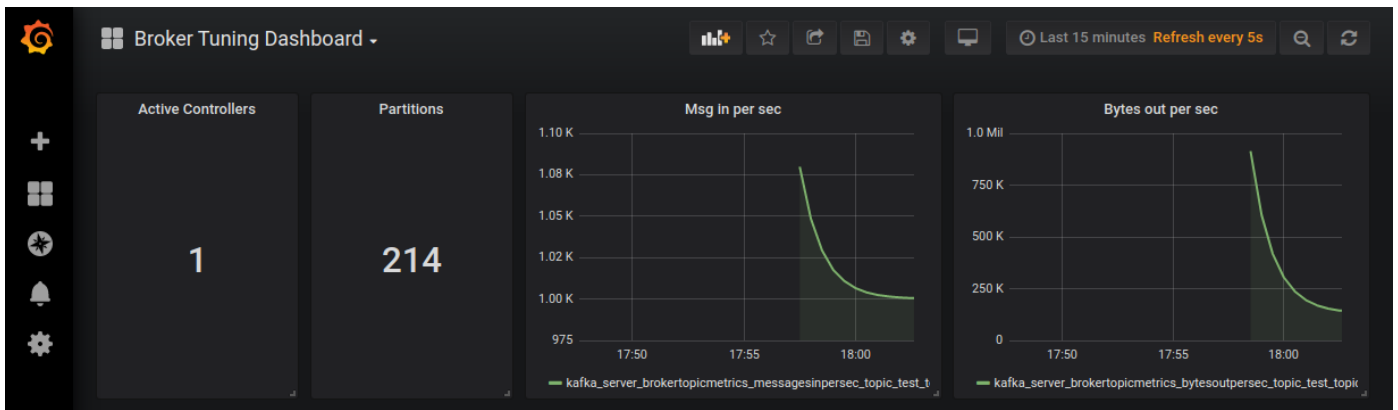 Broker Tuning Dashboard
Last 15 minutes Refresh every 5s
Active Controllers
1
Partitions
214
Msg in per sec
1.10 K
1.08 K
1.05 K
1.02 K
1.00 K
975
17:50 17:55 18:00
kafka_server_brokertopicmetrics_messagesinpersec_topic_test_t
Bytes out per sec
1.0 Mil
750 K
500 K
250 K
0
17:50 17:55 18:00
kafka_server_brokertopicmetrics_bytesoutpersec_topic_test_topic